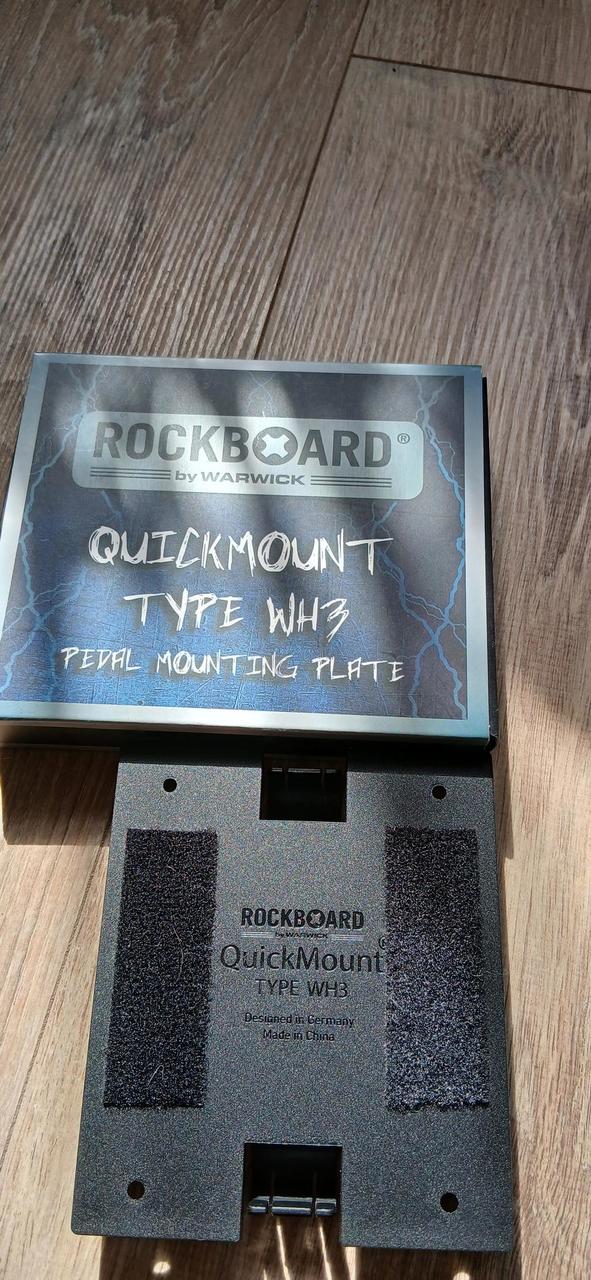 ROCKBOARD®
by WARWICK
QUICKMOUNT
TYPE WH3
PEDAL MOUNTING PLATE
ROCKBOARD
by WARWICK
QuickMount®
TYPE WH3
Designed in Germany
Made in China